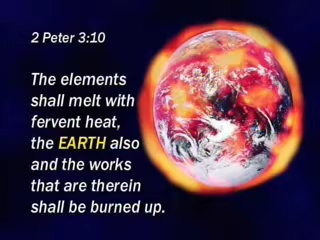 2 Peter 3:10
The elements
shall melt with
fervent heat,
the EARTH also
and the works
that are therein
shall be burned up.